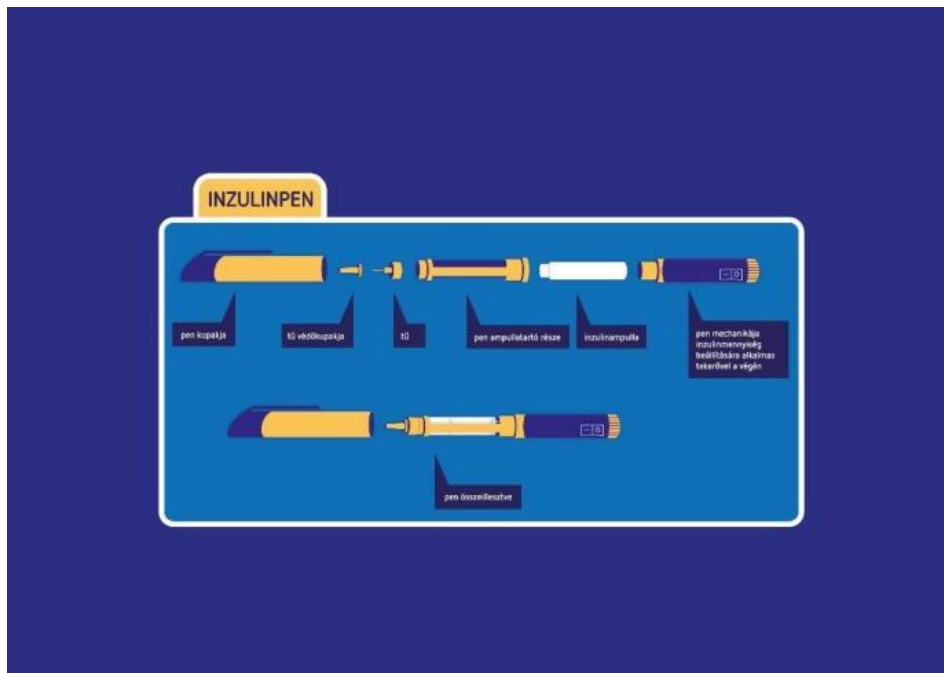 INZULINPEN
pen kupakja
tű védőkupakja
tű
pen ampullatartó része
inzulinampulla
pen mechanikája
inzulinmennyiség
beállítására alkalmas
tekerővel a végén
pen összeillesztve